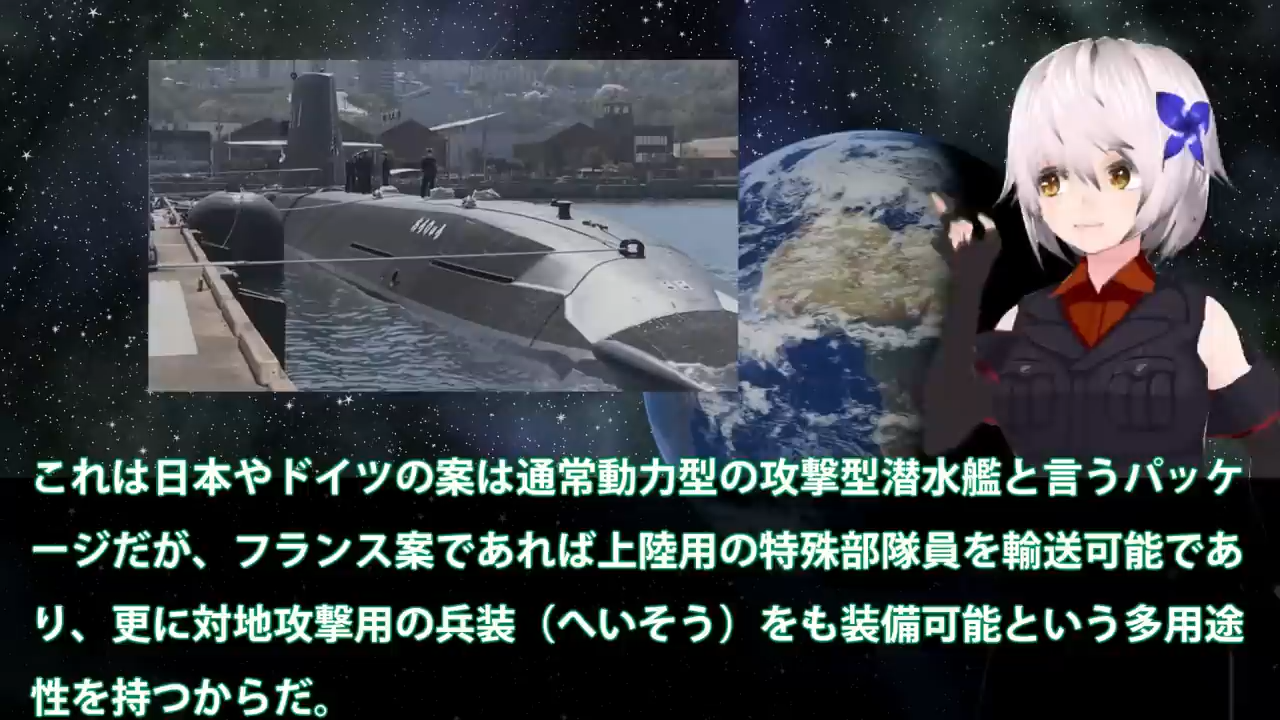 これは日本やドイツの案は通常動力型の攻撃型潜水艦と言うパッケ
ージだが、フランス案であれば上陸用の特殊部隊員を輸送可能であ
り、更に対地攻撃用の兵装（へいそう）をも装備可能という多用途
性を持つからだ。